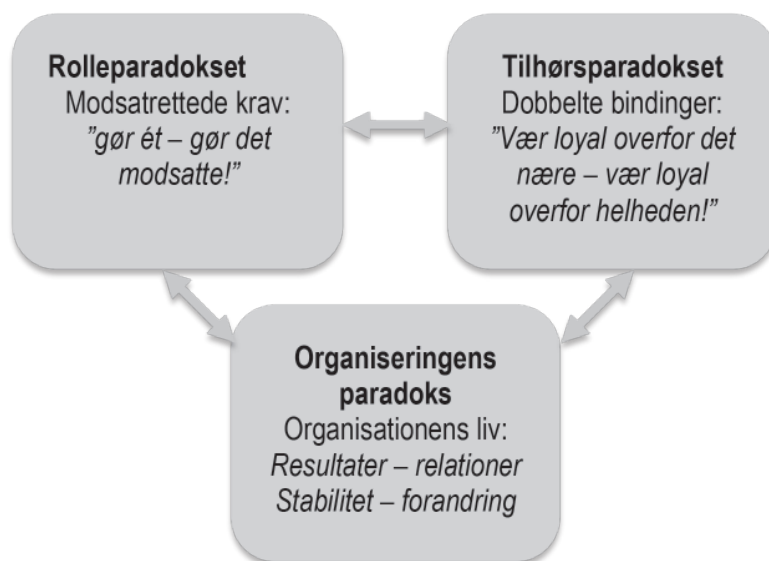 Rolleparadokset
Modsatrettede krav:
”gør ét – gør det
modsatte!”
Tilhørsparadokset
Dobbelte bindinger:
”Vær loyal overfor det
nære – vær loyal
overfor helheden!”
Organiseringens
paradoks
Organisationens liv:
Resultater – relationer
Stabilitet – forandring